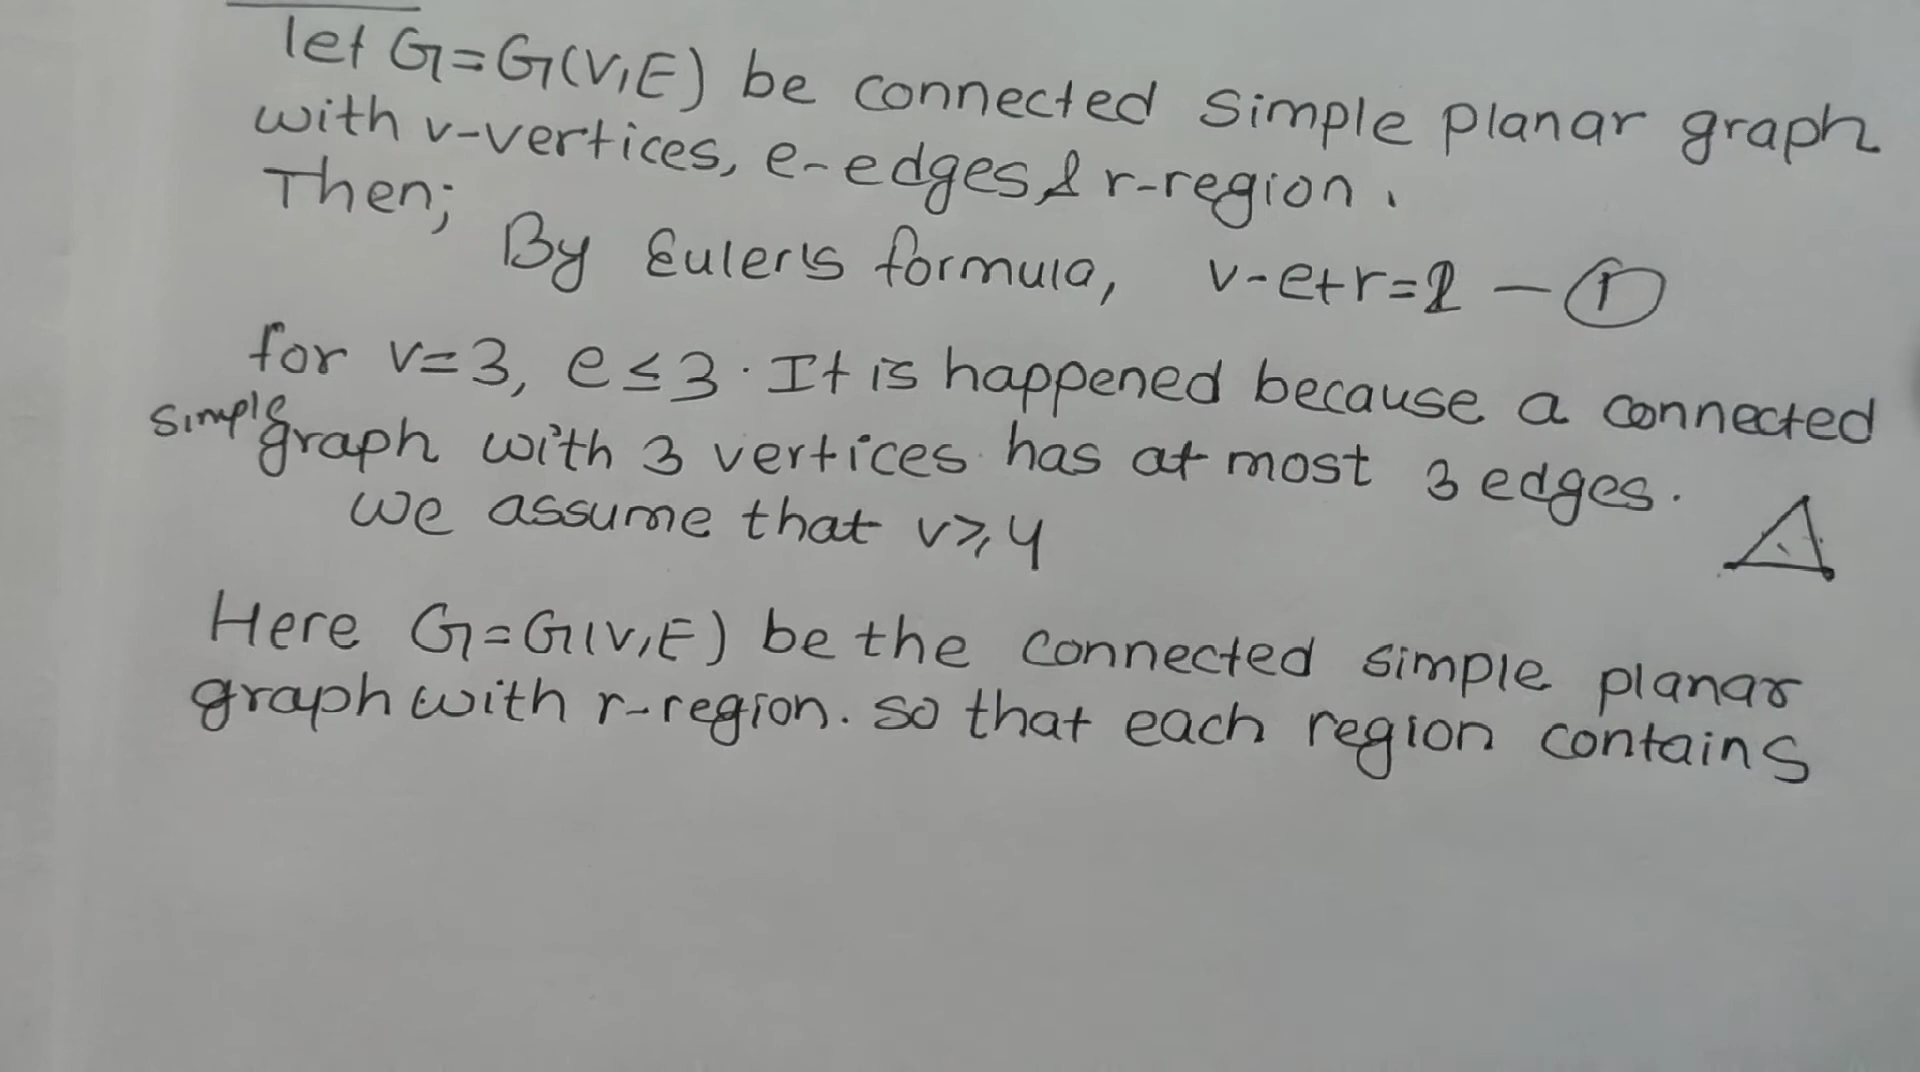 let G=G(V,E) be connected simple planar graph
with v-vertices, e-edges & r-region.
Then;
By Euler's formula, v-e+r=2 — ①
for v=3, e≤3. It is happened because a connected
simple graph with 3 vertices has at most 3 edges.
we assume that v≥4
Here G=G(V,E) be the connected simple planar
graph with r-region. so that each region contains